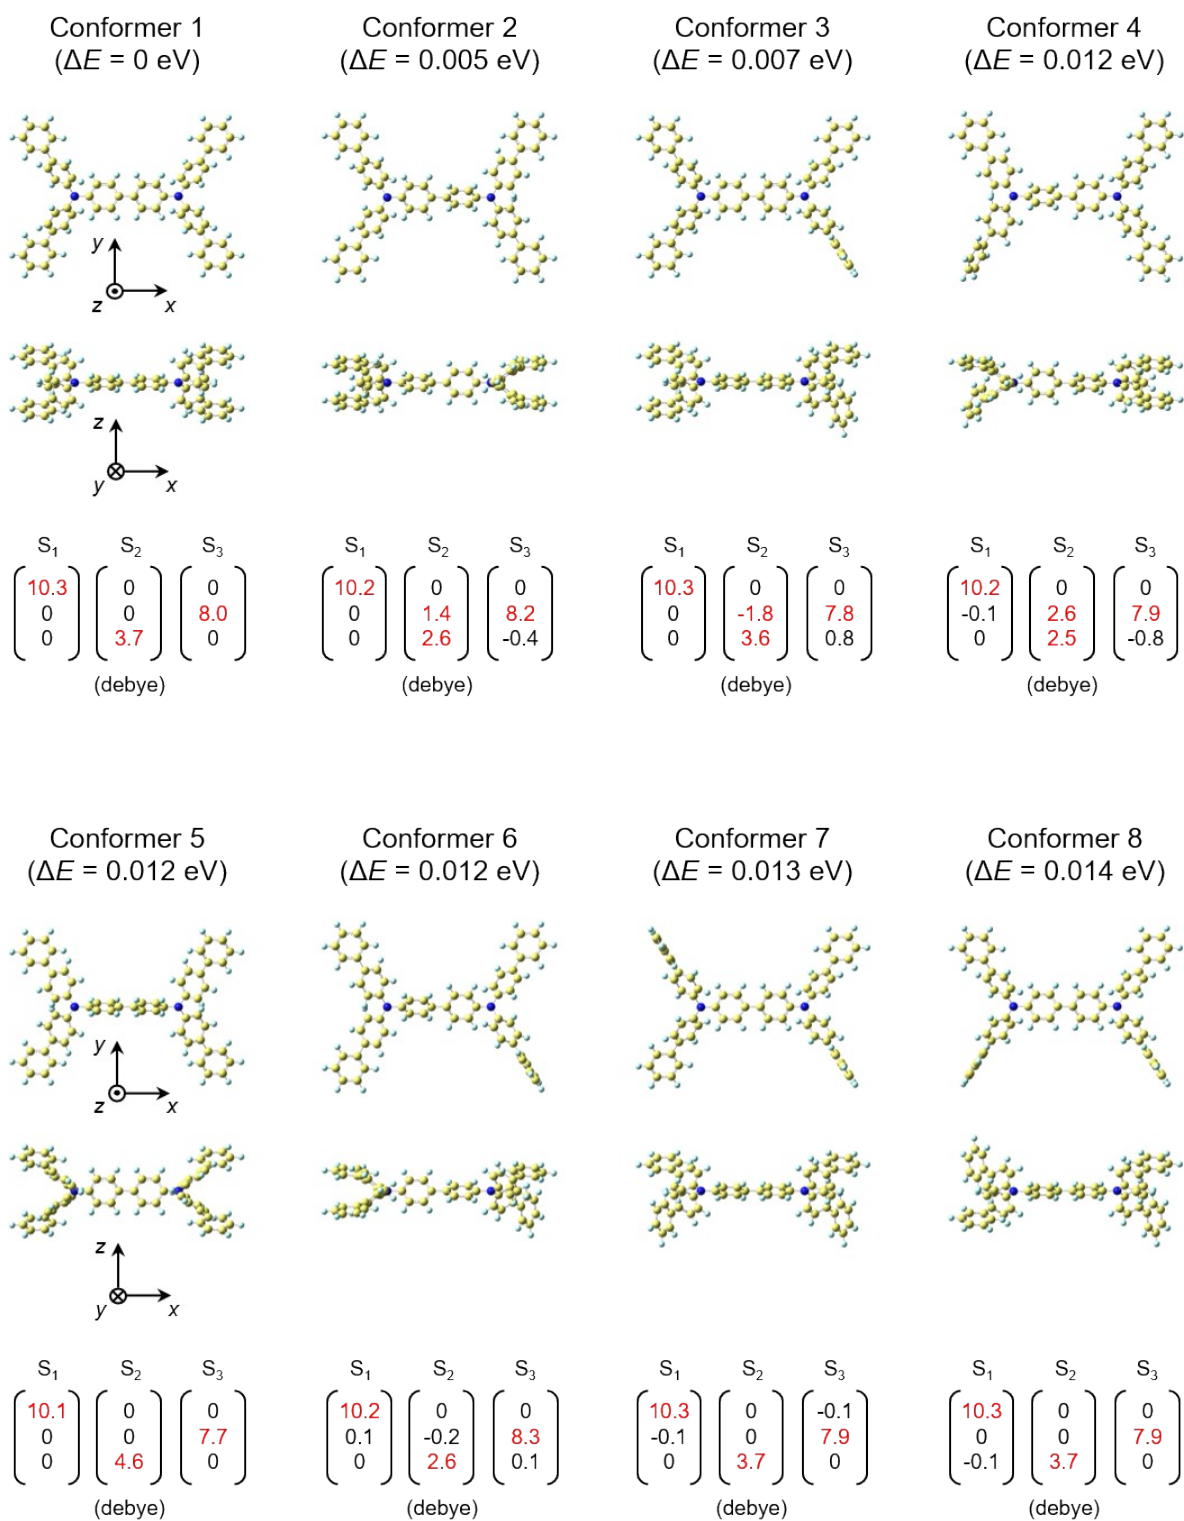 Conformer 1 Conformer 2 Conformer 3 Conformer 4
(ΔE = 0 eV) (ΔE = 0.005 eV) (ΔE = 0.007 eV) (ΔE = 0.012 eV)
y
z x
z
y x
S₁ S₂ S₃ S₁ S₂ S₃ S₁ S₂ S₃ S₁ S₂ S₃
10.3 0 0 10.2 0 0 10.3 0 0 10.2 0 0
0 0 8.0 0 1.4 8.2 0 -1.8 7.8 -0.1 2.6 7.9
0 3.7 0 0 2.6 -0.4 0 3.6 0.8 0 2.5 -0.8
(debye) (debye) (debye) (debye)
Conformer 5 Conformer 6 Conformer 7 Conformer 8
(ΔE = 0.012 eV) (ΔE = 0.012 eV) (ΔE = 0.013 eV) (ΔE = 0.014 eV)
y
z x
z
y x
S₁ S₂ S₃ S₁ S₂ S₃ S₁ S₂ S₃ S₁ S₂ S₃
10.1 0 0 10.2 0 0 10.3 0 -0.1 10.3 0 0
0 0 7.7 0.1 -0.2 8.3 -0.1 0 7.9 0 0 7.9
0 4.6 0 0 2.6 0.1 0 3.7 0 -0.1 3.7 0
(debye) (debye) (debye) (debye)